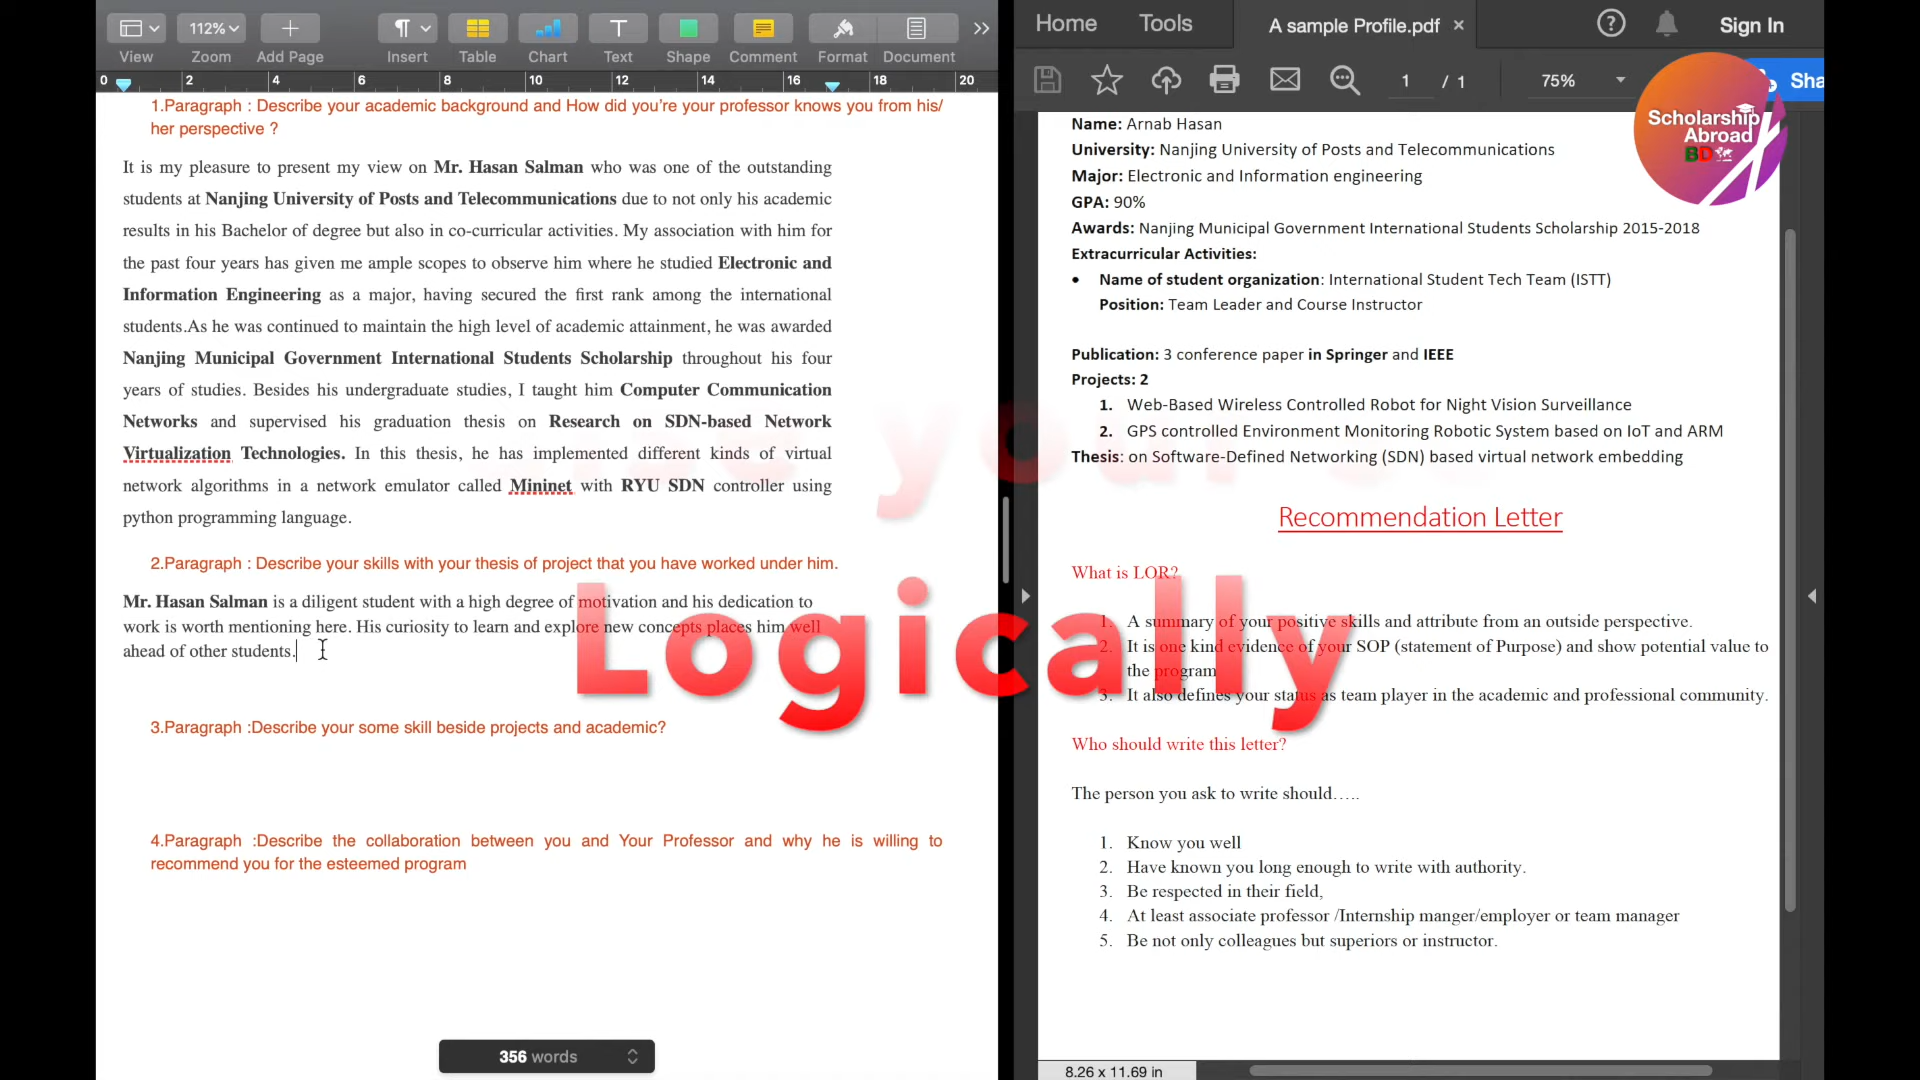 View
112%
Zoom
Add Page
Insert
Table
Chart
Text
Shape
Comment
Format
Document
0 2 4 6 8 10 12 14 16 18 20
1.Paragraph : Describe your academic background and How did you're your professor knows you from his/
her perspective ?
It is my pleasure to present my view on Mr. Hasan Salman who was one of the outstanding
students at Nanjing University of Posts and Telecommunications due to not only his academic
results in his Bachelor of degree but also in co-curricular activities. My association with him for
the past four years has given me ample scopes to observe him where he studied Electronic and
Information Engineering as a major, having secured the first rank among the international
students.As he was continued to maintain the high level of academic attainment, he was awarded
Nanjing Municipal Government International Students Scholarship throughout his four
years of studies. Besides his undergraduate studies, I taught him Computer Communication
Networks and supervised his graduation thesis on Research on SDN-based Network
Virtualization Technologies. In this thesis, he has implemented different kinds of virtual
network algorithms in a network emulator called Mininet with RYU SDN controller using
python programming language.
2.Paragraph : Describe your skills with your thesis of project that you have worked under him.
Mr. Hasan Salman is a diligent student with a high degree of motivation and his dedication to
work is worth mentioning here. His curiosity to learn and explore new concepts places him well
ahead of other students.
3.Paragraph :Describe your some skill beside projects and academic?
4.Paragraph :Describe the collaboration between you and Your Professor and why he is willing to
recommend you for the esteemed program
356 words
your
Logically
Home
Tools
A sample Profile.pdf ×
Sign In
1 / 1
75%
Sha
Scholarship
Abroad
BD
Name: Arnab Hasan
University: Nanjing University of Posts and Telecommunications
Major: Electronic and Information engineering
GPA: 90%
Awards: Nanjing Municipal Government International Students Scholarship 2015-2018
Extracurricular Activities:
• Name of student organization: International Student Tech Team (ISTT)
Position: Team Leader and Course Instructor
Publication: 3 conference paper in Springer and IEEE
Projects: 2
1. Web-Based Wireless Controlled Robot for Night Vision Surveillance
2. GPS controlled Environment Monitoring Robotic System based on IoT and ARM
Thesis: on Software-Defined Networking (SDN) based virtual network embedding
Recommendation Letter
What is LOR?
1. A summary of your positive skills and attribute from an outside perspective.
2. It is one kind evidence of your SOP (statement of Purpose) and show potential value to
the program
3. It also defines your status as team player in the academic and professional community.
Who should write this letter?
The person you ask to write should.....
1. Know you well
2. Have known you long enough to write with authority.
3. Be respected in their field,
4. At least associate professor /Internship manger/employer or team manager
5. Be not only colleagues but superiors or instructor.
8.26 x 11.69 in